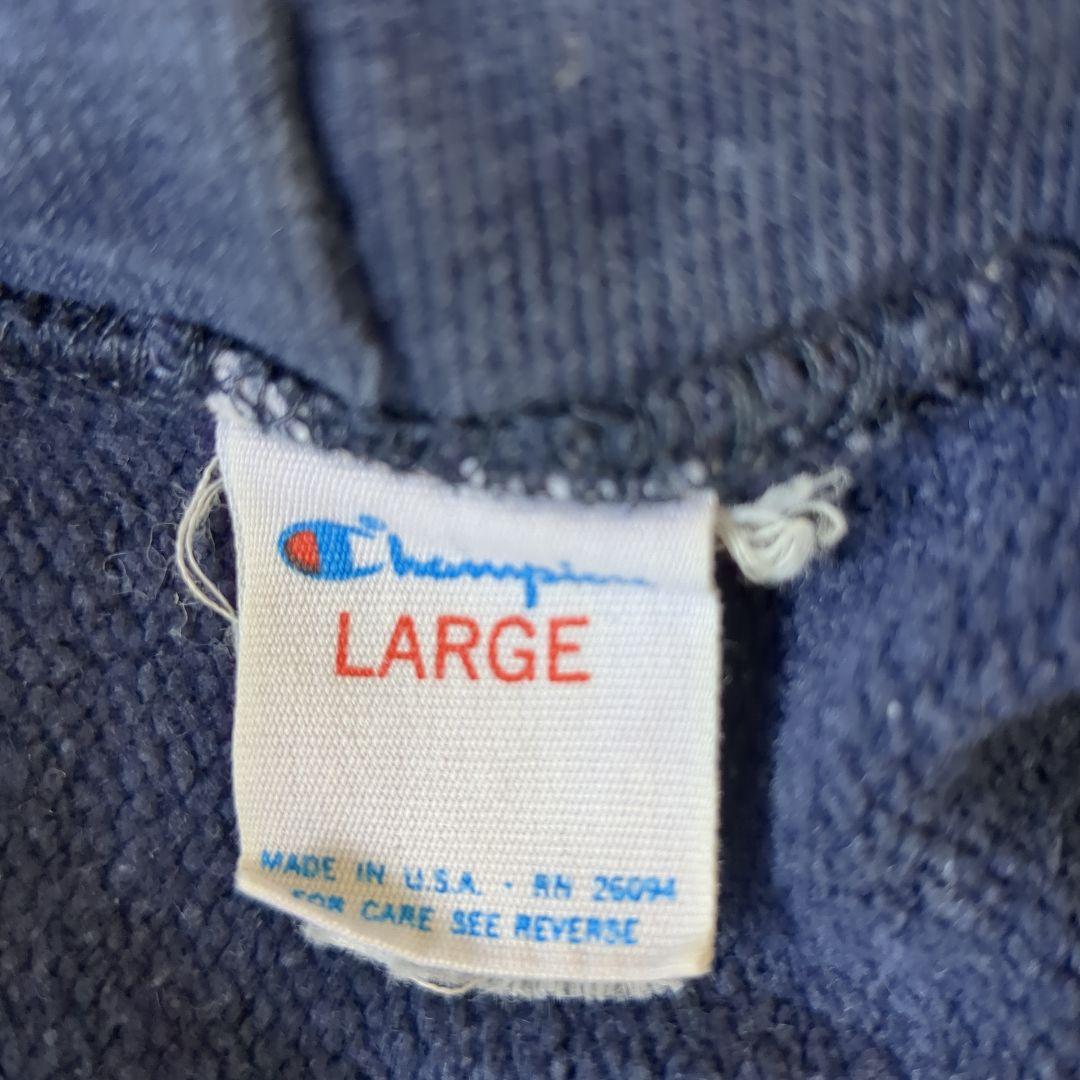 Champion
LARGE
MADE IN U.S.A. - RN 26094
FOR CARE SEE REVERSE